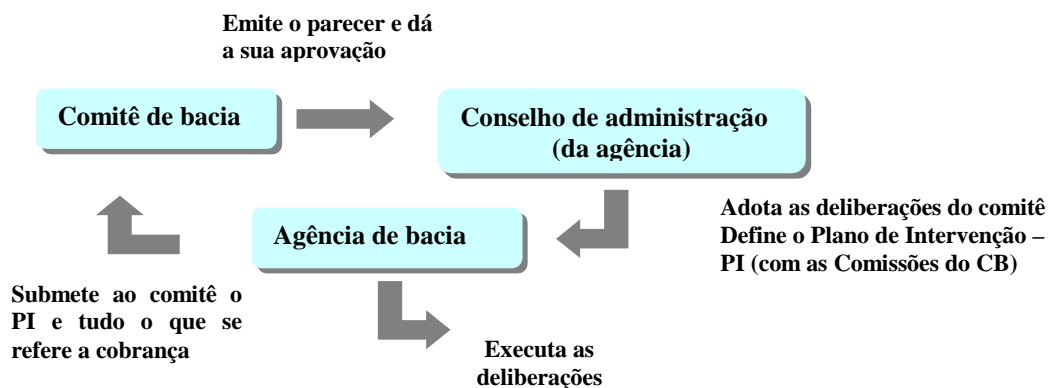 Emite o parecer e dá
a sua aprovação
Comitê de bacia
Conselho de administração
(da agência)
Agência de bacia
Adota as deliberações do comitê
Define o Plano de Intervenção –
PI (com as Comissões do CB)
Submete ao comitê o
PI e tudo o que se
refere a cobrança
Executa as
deliberações